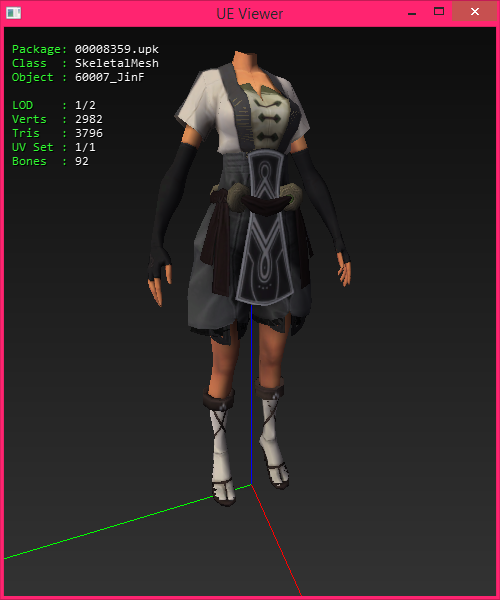 UE Viewer
Package: 00008359.upk
Class  : SkeletalMesh
Object : 60007_JinF
LOD    : 1/2
Verts  : 2982
Tris   : 3796
UV Set : 1/1
Bones  : 92